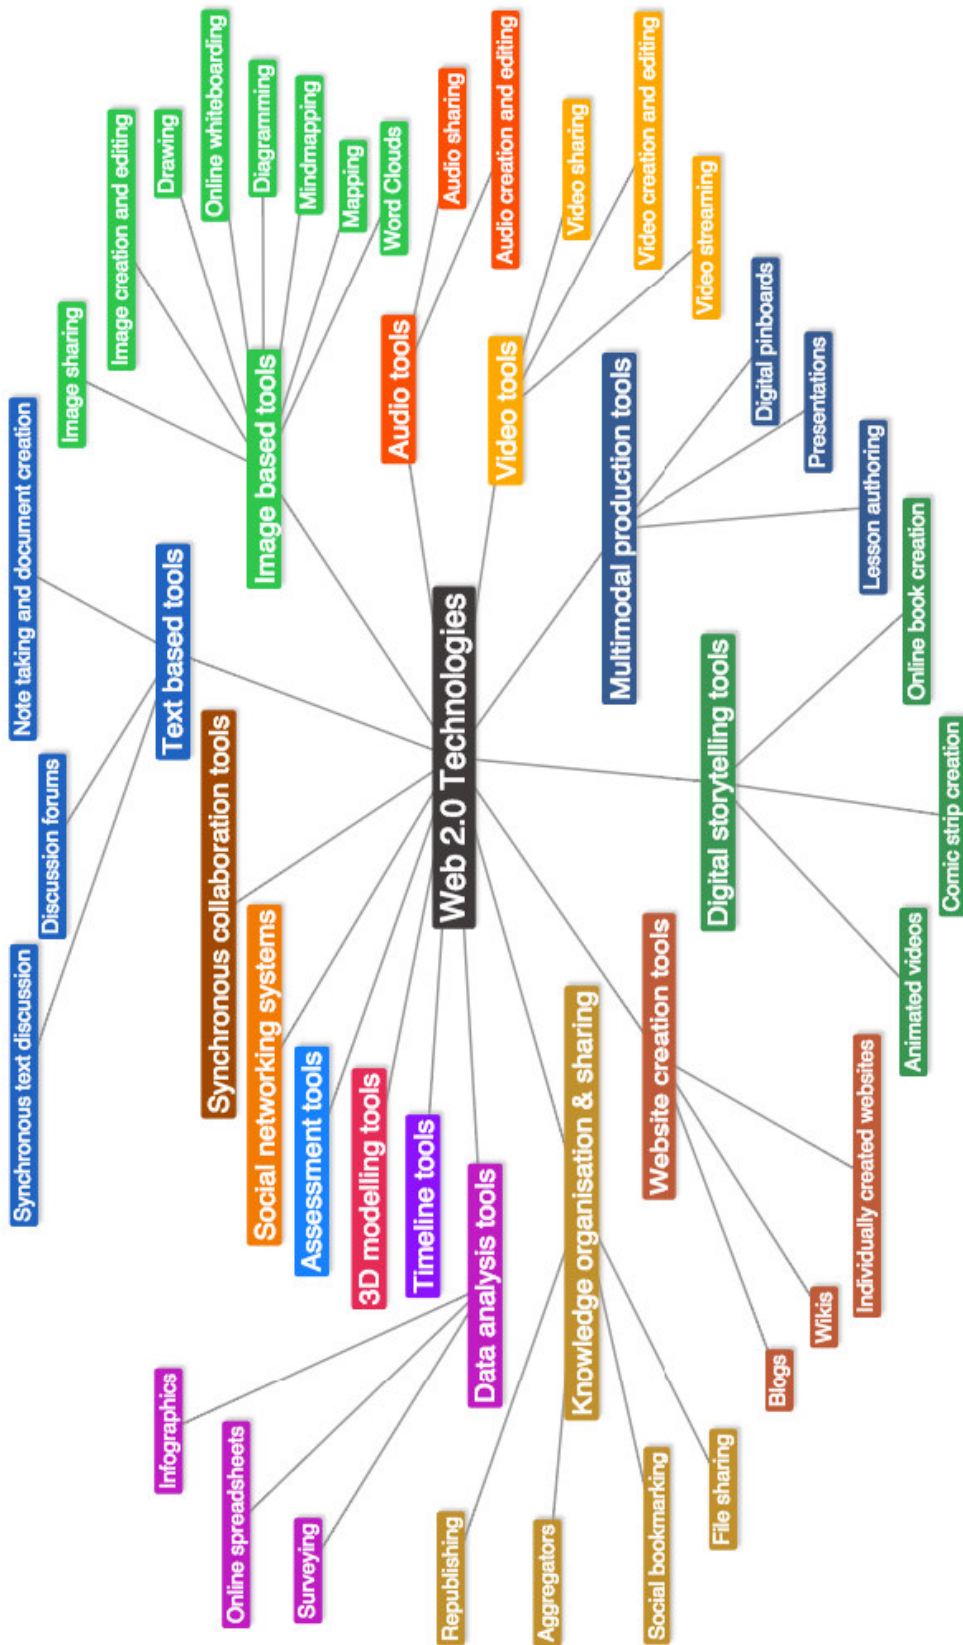 Web 2.0 Technologies
Text based tools
Synchronous text discussion
Discussion forums
Note taking and document creation
Image based tools
Image sharing
Image creation and editing
Drawing
Online whiteboarding
Diagramming
Mindmapping
Mapping
Word Clouds
Audio tools
Audio sharing
Audio creation and editing
Video tools
Video sharing
Video creation and editing
Video streaming
Multimodal production tools
Digital pinboards
Presentations
Lesson authoring
Digital storytelling tools
Online book creation
Comic strip creation
Animated videos
Website creation tools
Individually created websites
Wikis
Blogs
Knowledge organisation & sharing
File sharing
Social bookmarking
Aggregators
Republishing
Data analysis tools
Surveying
Online spreadsheets
Infographics
Timeline tools
3D modelling tools
Assessment tools
Social networking systems
Synchronous collaboration tools